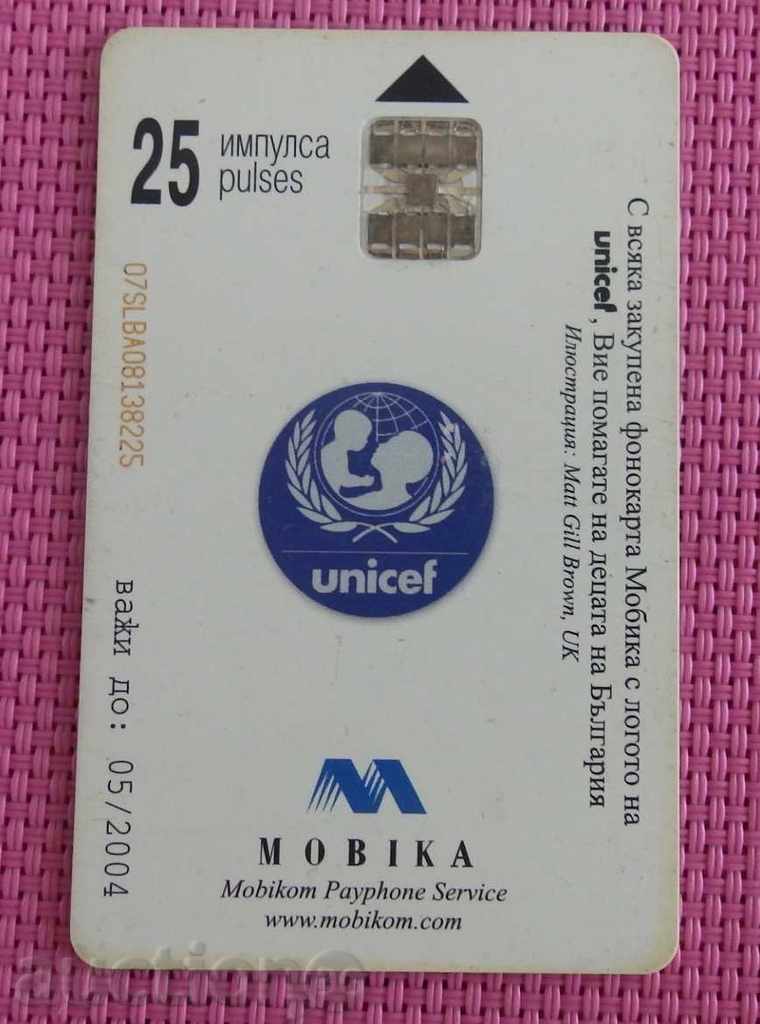 25 импулса
pulses
С всяка закупена фонокарта Мобика с логото на
unicef, Вие помагате на децата на България
Илюстрация: Matt Gill Brown, UK
07SLBA08138225
важи до: 05/2004
unicef
MOBIKA
Mobikom Payphone Service
www.mobikom.com